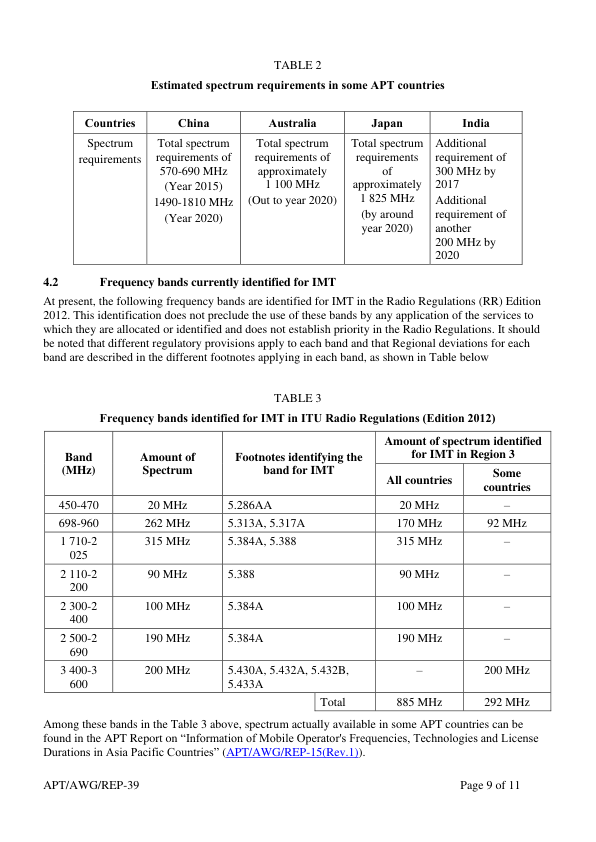 TABLE 2
Estimated spectrum requirements in some APT countries
Countries China Australia Japan India
Spectrum
requirements
Total spectrum
requirements of
570-690 MHz
(Year 2015)
1490-1810 MHz
(Year 2020)
Total spectrum
requirements of
approximately
1 100 MHz
(Out to year 2020)
Total spectrum
requirements
of
approximately
1 825 MHz
(by around
year 2020)
Additional
requirement of
300 MHz by
2017
Additional
requirement of
another
200 MHz by
2020
4.2 Frequency bands currently identified for IMT
At present, the following frequency bands are identified for IMT in the Radio Regulations (RR) Edition
2012. This identification does not preclude the use of these bands by any application of the services to
which they are allocated or identified and does not establish priority in the Radio Regulations. It should
be noted that different regulatory provisions apply to each band and that Regional deviations for each
band are described in the different footnotes applying in each band, as shown in Table below
TABLE 3
Frequency bands identified for IMT in ITU Radio Regulations (Edition 2012)
Band
(MHz)
Amount of
Spectrum
Footnotes identifying the
band for IMT
Amount of spectrum identified
for IMT in Region 3
All countries
Some
countries
450-470 20 MHz 5.286AA 20 MHz –
698-960 262 MHz 5.313A, 5.317A 170 MHz 92 MHz
1 710-2
025
315 MHz 5.384A, 5.388 315 MHz –
2 110-2
200
90 MHz 5.388 90 MHz –
2 300-2
400
100 MHz 5.384A 100 MHz –
2 500-2
690
190 MHz 5.384A 190 MHz –
3 400-3
600
200 MHz
5.430A, 5.432A, 5.432B,
5.433A
– 200 MHz
Total 885 MHz 292 MHz
Among these bands in the Table 3 above, spectrum actually available in some APT countries can be
found in the APT Report on “Information of Mobile Operator's Frequencies, Technologies and License
Durations in Asia Pacific Countries” (APT/AWG/REP-15(Rev.1)).
APT/AWG/REP-39 Page 9 of 11